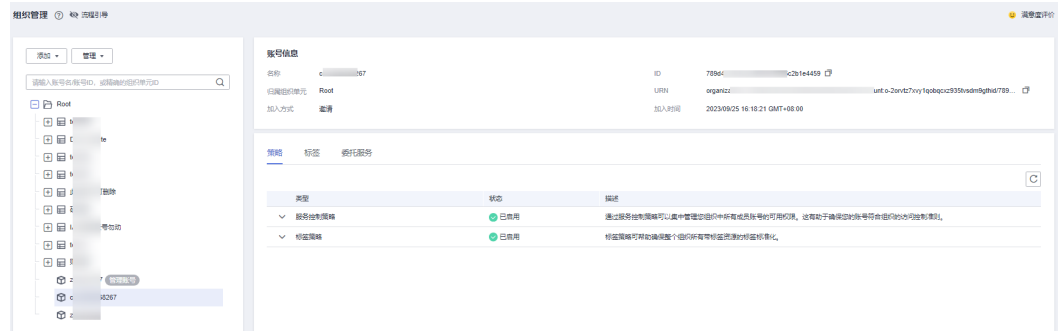 组织管理 流程引导 满意度评价
添加 管理
请输入账号名/账号ID，或精确的组织单元ID
Root
可删除
号勿动
管理账号
8267
账号信息
名称 267
ID 789d4 c2b1e4459
归属组织单元 Root
URN organiza unt:o-2orvtz7xvy1qobqcxz935tvsdm9gthid/789...
加入方式 邀请
加入时间 2023/09/25 16:18:21 GMT+08:00
策略 标签 委托服务
类型 状态 描述
服务控制策略 已启用 通过服务控制策略可以集中管理您组织中所有成员账号的可用权限。这有助于确保您的账号符合组织的访问控制准则。
标签策略 已启用 标签策略可帮助确保整个组织所有带标签资源的标签标准化。